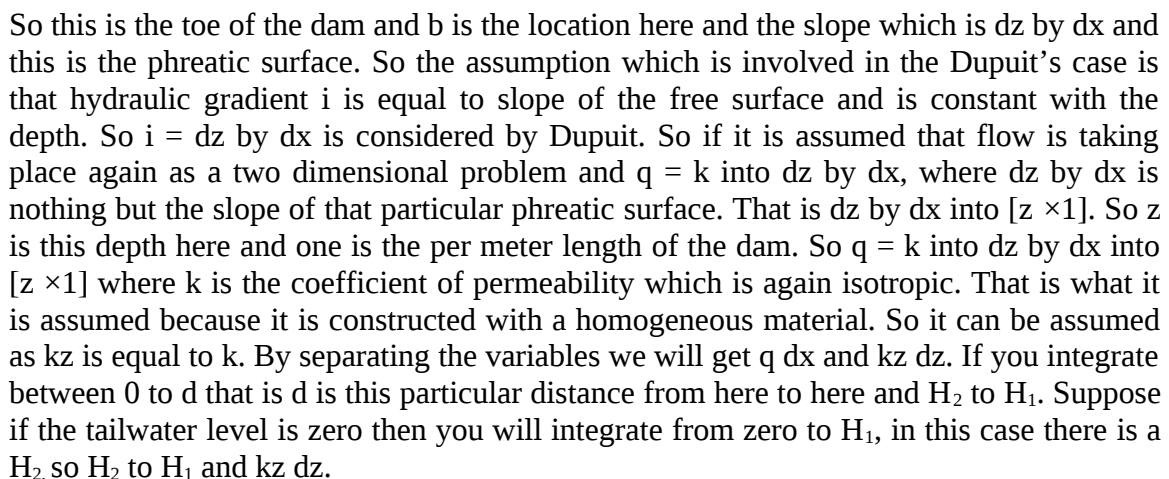 So this is the toe of the dam and b is the location here and the slope which is dz by dx and
this is the phreatic surface. So the assumption which is involved in the Dupuit's case is
that hydraulic gradient i is equal to slope of the free surface and is constant with the
depth. So i = dz by dx is considered by Dupuit. So if it is assumed that flow is taking
place again as a two dimensional problem and q = k into dz by dx, where dz by dx is
nothing but the slope of that particular phreatic surface. That is dz by dx into [z ×1]. So z
is this depth here and one is the per meter length of the dam. So q = k into dz by dx into
[z ×1] where k is the coefficient of permeability which is again isotropic. That is what it
is assumed because it is constructed with a homogeneous material. So it can be assumed
as kz is equal to k. By separating the variables we will get q dx and kz dz. If you integrate
between 0 to d that is d is this particular distance from here to here and H₂ to H₁. Suppose
if the tailwater level is zero then you will integrate from zero to H₁, in this case there is a
H₂, so H₂ to H₁ and kz dz.